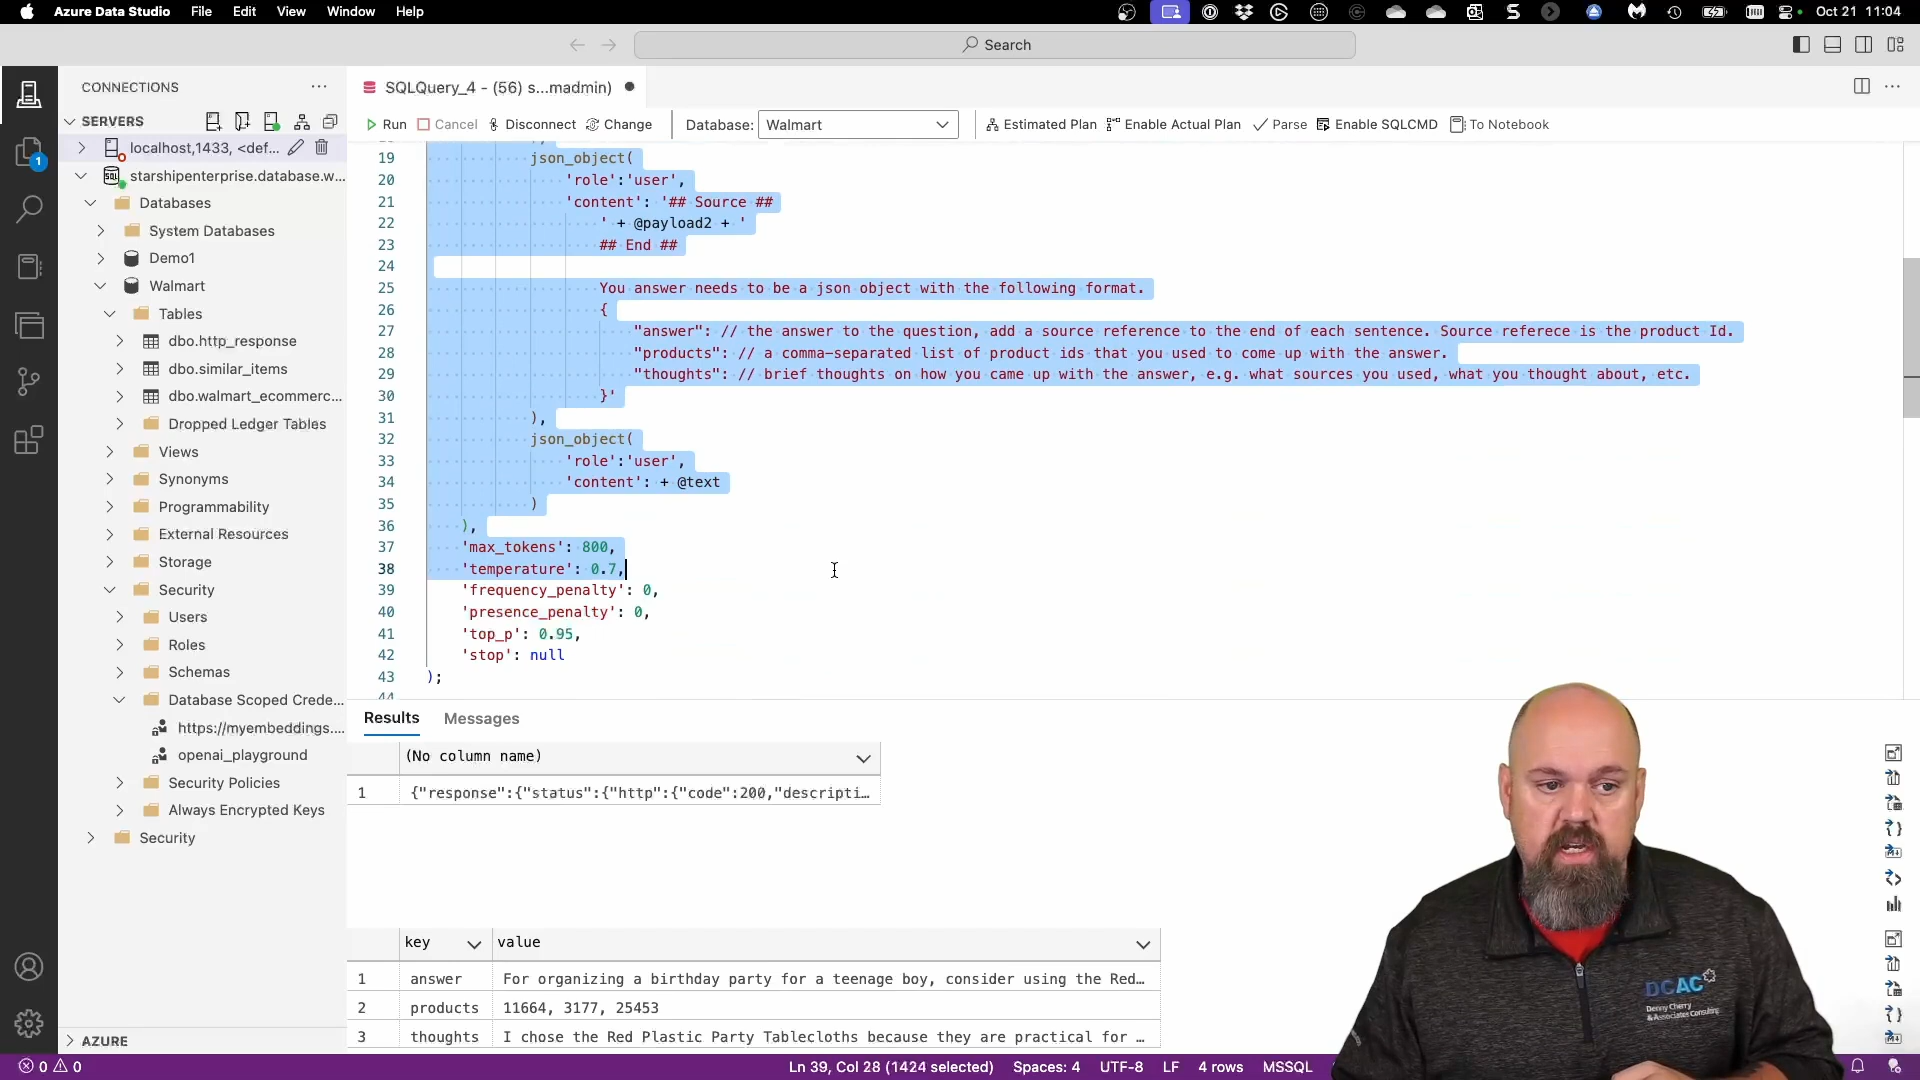 Azure Data Studio File Edit View Window Help Oct 21 11:04
Search
CONNECTIONS
SQLQuery_4 - (56) s...madmin)
SERVERS
Run Cancel Disconnect Change Database: Walmart Estimated Plan Enable Actual Plan Parse Enable SQLCMD To Notebook
localhost,1433, <def...
starshipenterprise.database.w...
Databases
System Databases
Demo1
Walmart
Tables
dbo.http_response
dbo.similar_items
dbo.walmart_ecommerc...
Dropped Ledger Tables
Views
Synonyms
Programmability
External Resources
Storage
Security
Users
Roles
Schemas
Database Scoped Crede...
https://myembeddings....
openai_playground
Security Policies
Always Encrypted Keys
Security
AZURE
1
19 json_object(
20 'role':'user',
21 'content': '## Source ##
22 ' + @payload2 + '
23 ## End ##
24
25 You answer needs to be a json object with the following format.
26 {
27 "answer": // the answer to the question, add a source reference to the end of each sentence. Source referece is the product Id.
28 "products": // a comma-separated list of product ids that you used to come up with the answer.
29 "thoughts": // brief thoughts on how you came up with the answer, e.g. what sources you used, what you thought about, etc.
30 }'
31 ),
32 json_object(
33 'role':'user',
34 'content': + @text
35 )
36 ),
37 'max_tokens': 800,
38 'temperature': 0.7,
39 'frequency_penalty': 0,
40 'presence_penalty': 0,
41 'top_p': 0.95,
42 'stop': null
43 );
44
Results Messages
(No column name)
1 {"response":{"status":{"http":{"code":200,"descripti...
key value
1 answer For organizing a birthday party for a teenage boy, consider using the Red...
2 products 11664, 3177, 25453
3 thoughts I chose the Red Plastic Party Tablecloths because they are practical for ...
DCAC
Denny Cherry
& Associates Consulting
0 0 Ln 39, Col 28 (1424 selected) Spaces: 4 UTF-8 LF 4 rows MSSQL